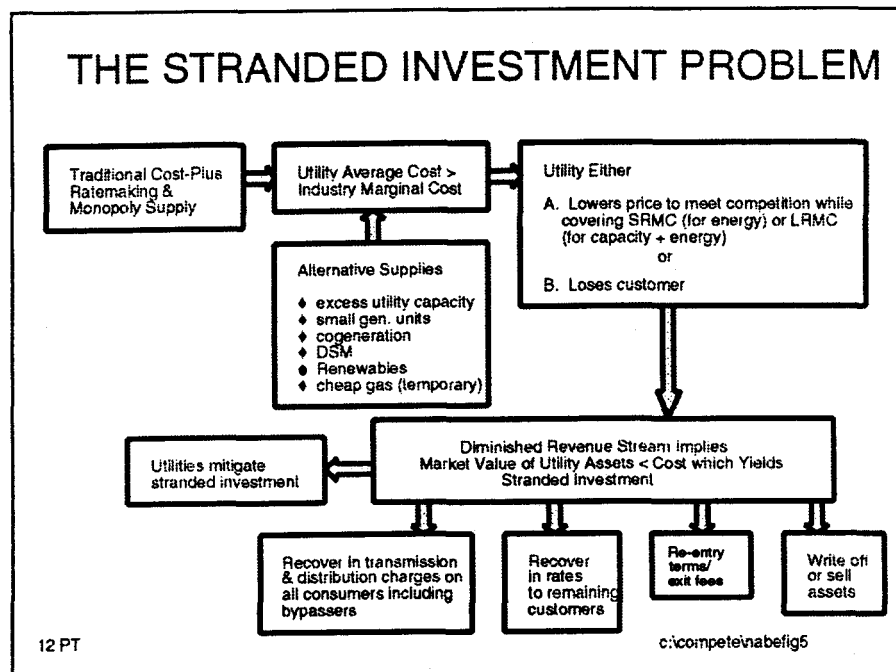 THE STRANDED INVESTMENT PROBLEM
Traditional Cost-Plus
Ratemaking &
Monopoly Supply
Utility Average Cost >
Industry Marginal Cost
Utility Either
A. Lowers price to meet competition while
covering SRMC (for energy) or LRMC
(for capacity + energy)
or
B. Loses customer
Alternative Supplies
♦ excess utility capacity
♦ small gen. units
♦ cogeneration
♦ DSM
● Renewables
♦ cheap gas (temporary)
Diminished Revenue Stream Implies
Market Value of Utility Assets < Cost which Yields
Stranded Investment
Utilities mitigate
stranded investment
Recover in transmission
& distribution charges on
all consumers including
bypassers
Recover
in rates
to remaining
customers
Re-entry
terms/
exit fees
Write off
or sell
assets
12 PT
c:\compete\nabefig5